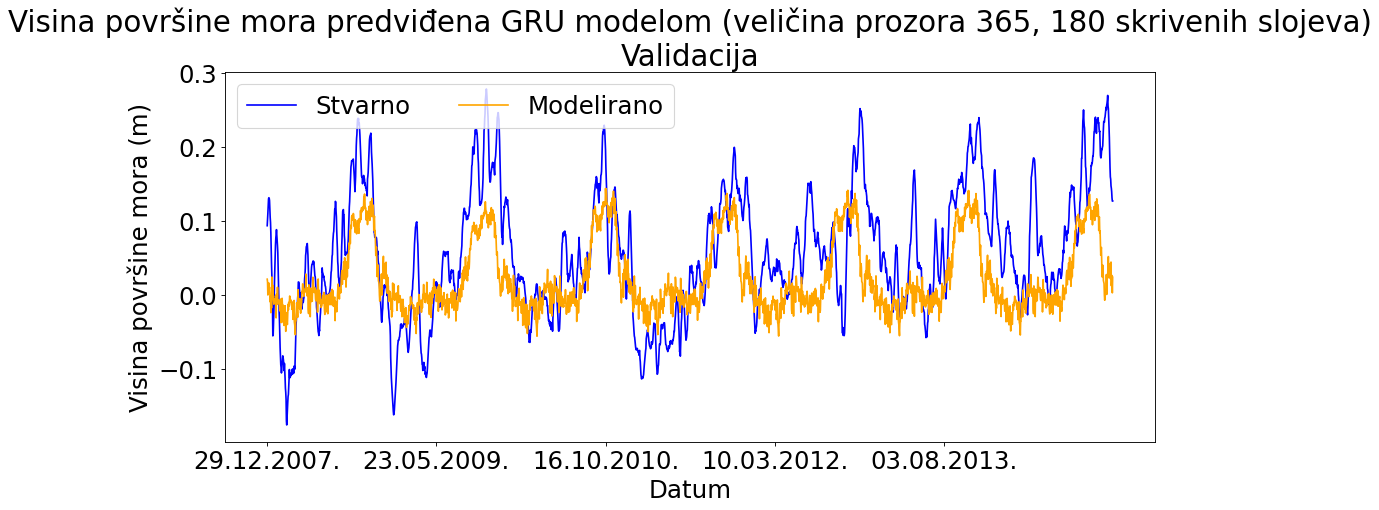 Visina površine mora predviđena GRU modelom (veličina prozora 365, 180 skrivenih slojeva)
Validacija
Stvarno
Modelirano
Visina površine mora (m)
0.3
0.2
0.1
0.0
−0.1
29.12.2007.
23.05.2009.
16.10.2010.
10.03.2012.
03.08.2013.
Datum